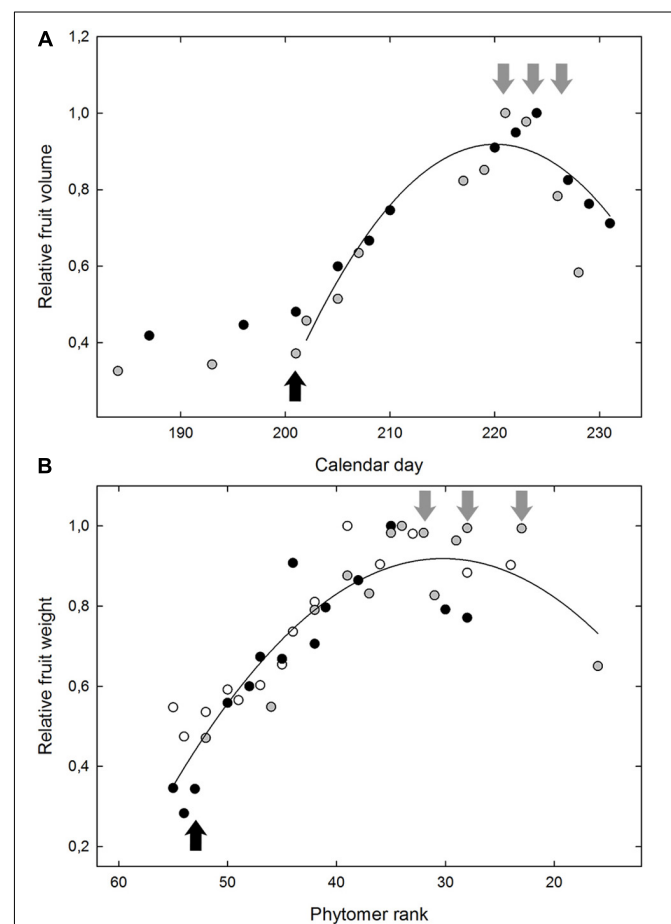 A
1,2
1,0
0,8
0,6
0,4
Relative fruit volume
190 200 210 220 230
Calendar day
B
1,0
0,8
0,6
0,4
0,2
Relative fruit weight
60 50 40 30 20
Phytomer rank